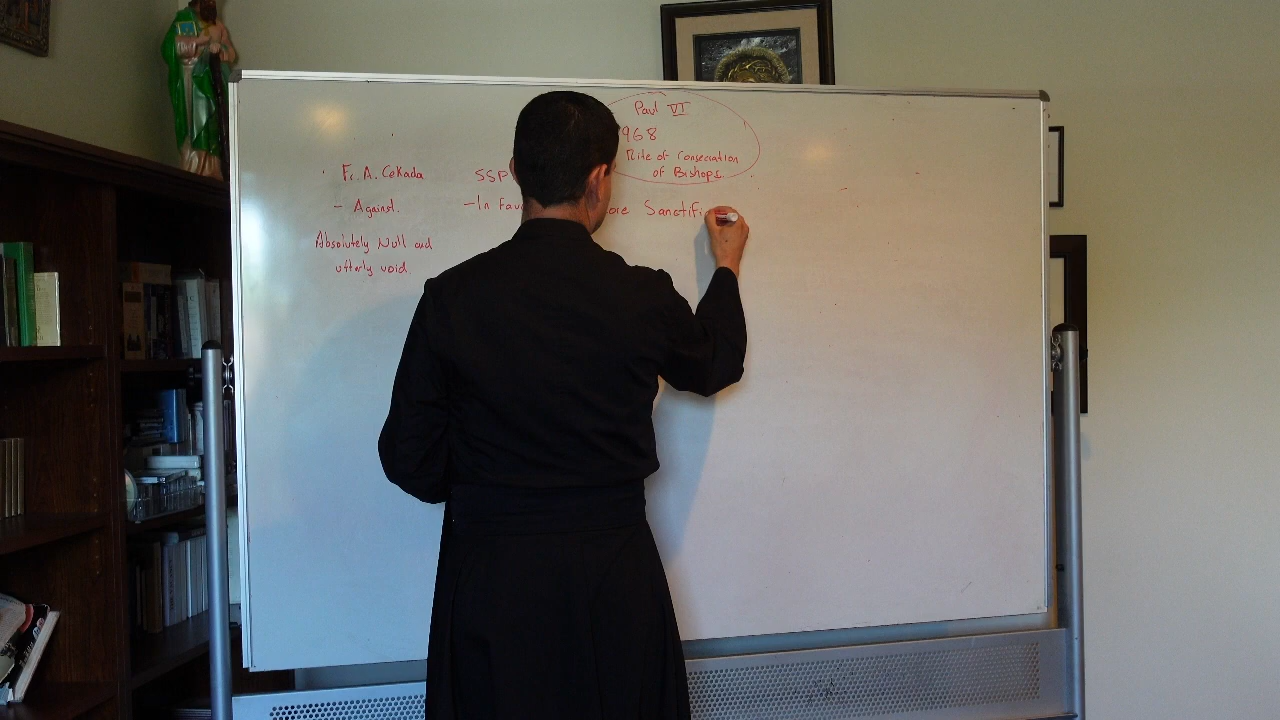 Paul VI
968
Rite of Consecration
of Bishops.
Fr. A. Cekada
- Against.
Absolutely Null and
utterly void.
SSP
- In Fav
ore Sanctifi